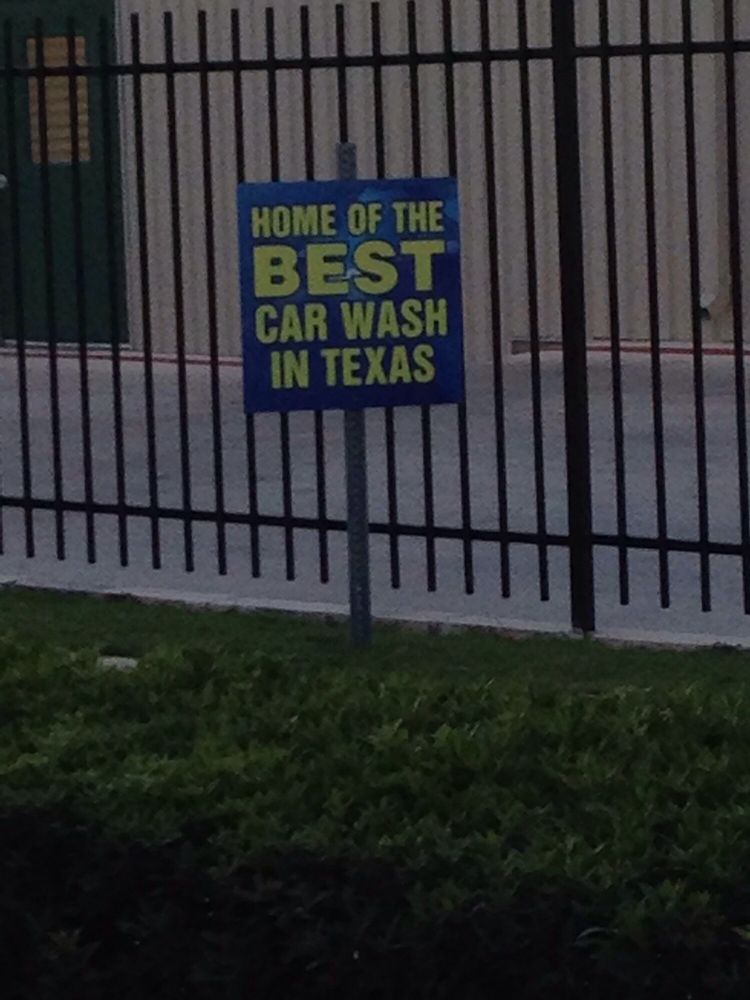 HOME OF THE
BEST
CAR WASH
IN TEXAS